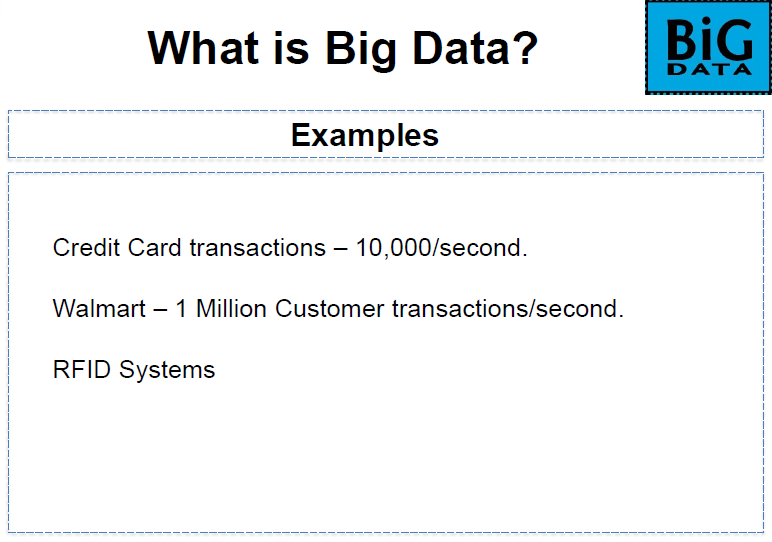 What is Big Data?
BiG
DATA
Examples
Credit Card transactions – 10,000/second.
Walmart – 1 Million Customer transactions/second.
RFID Systems